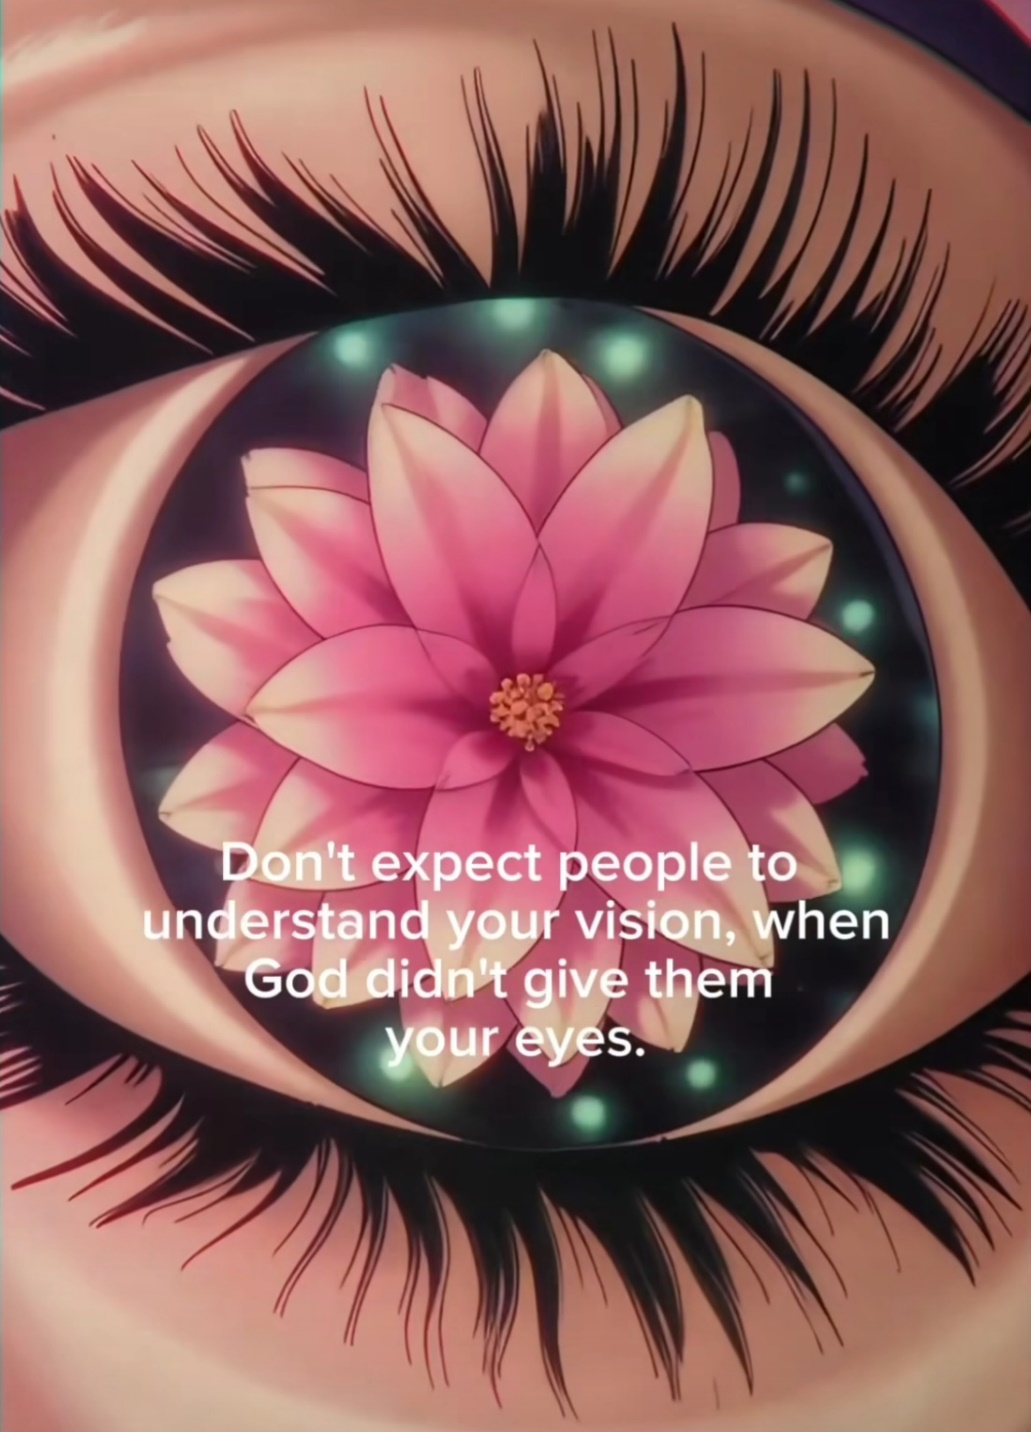 Don't expect people to
understand your vision, when
God didn't give them
your eyes.